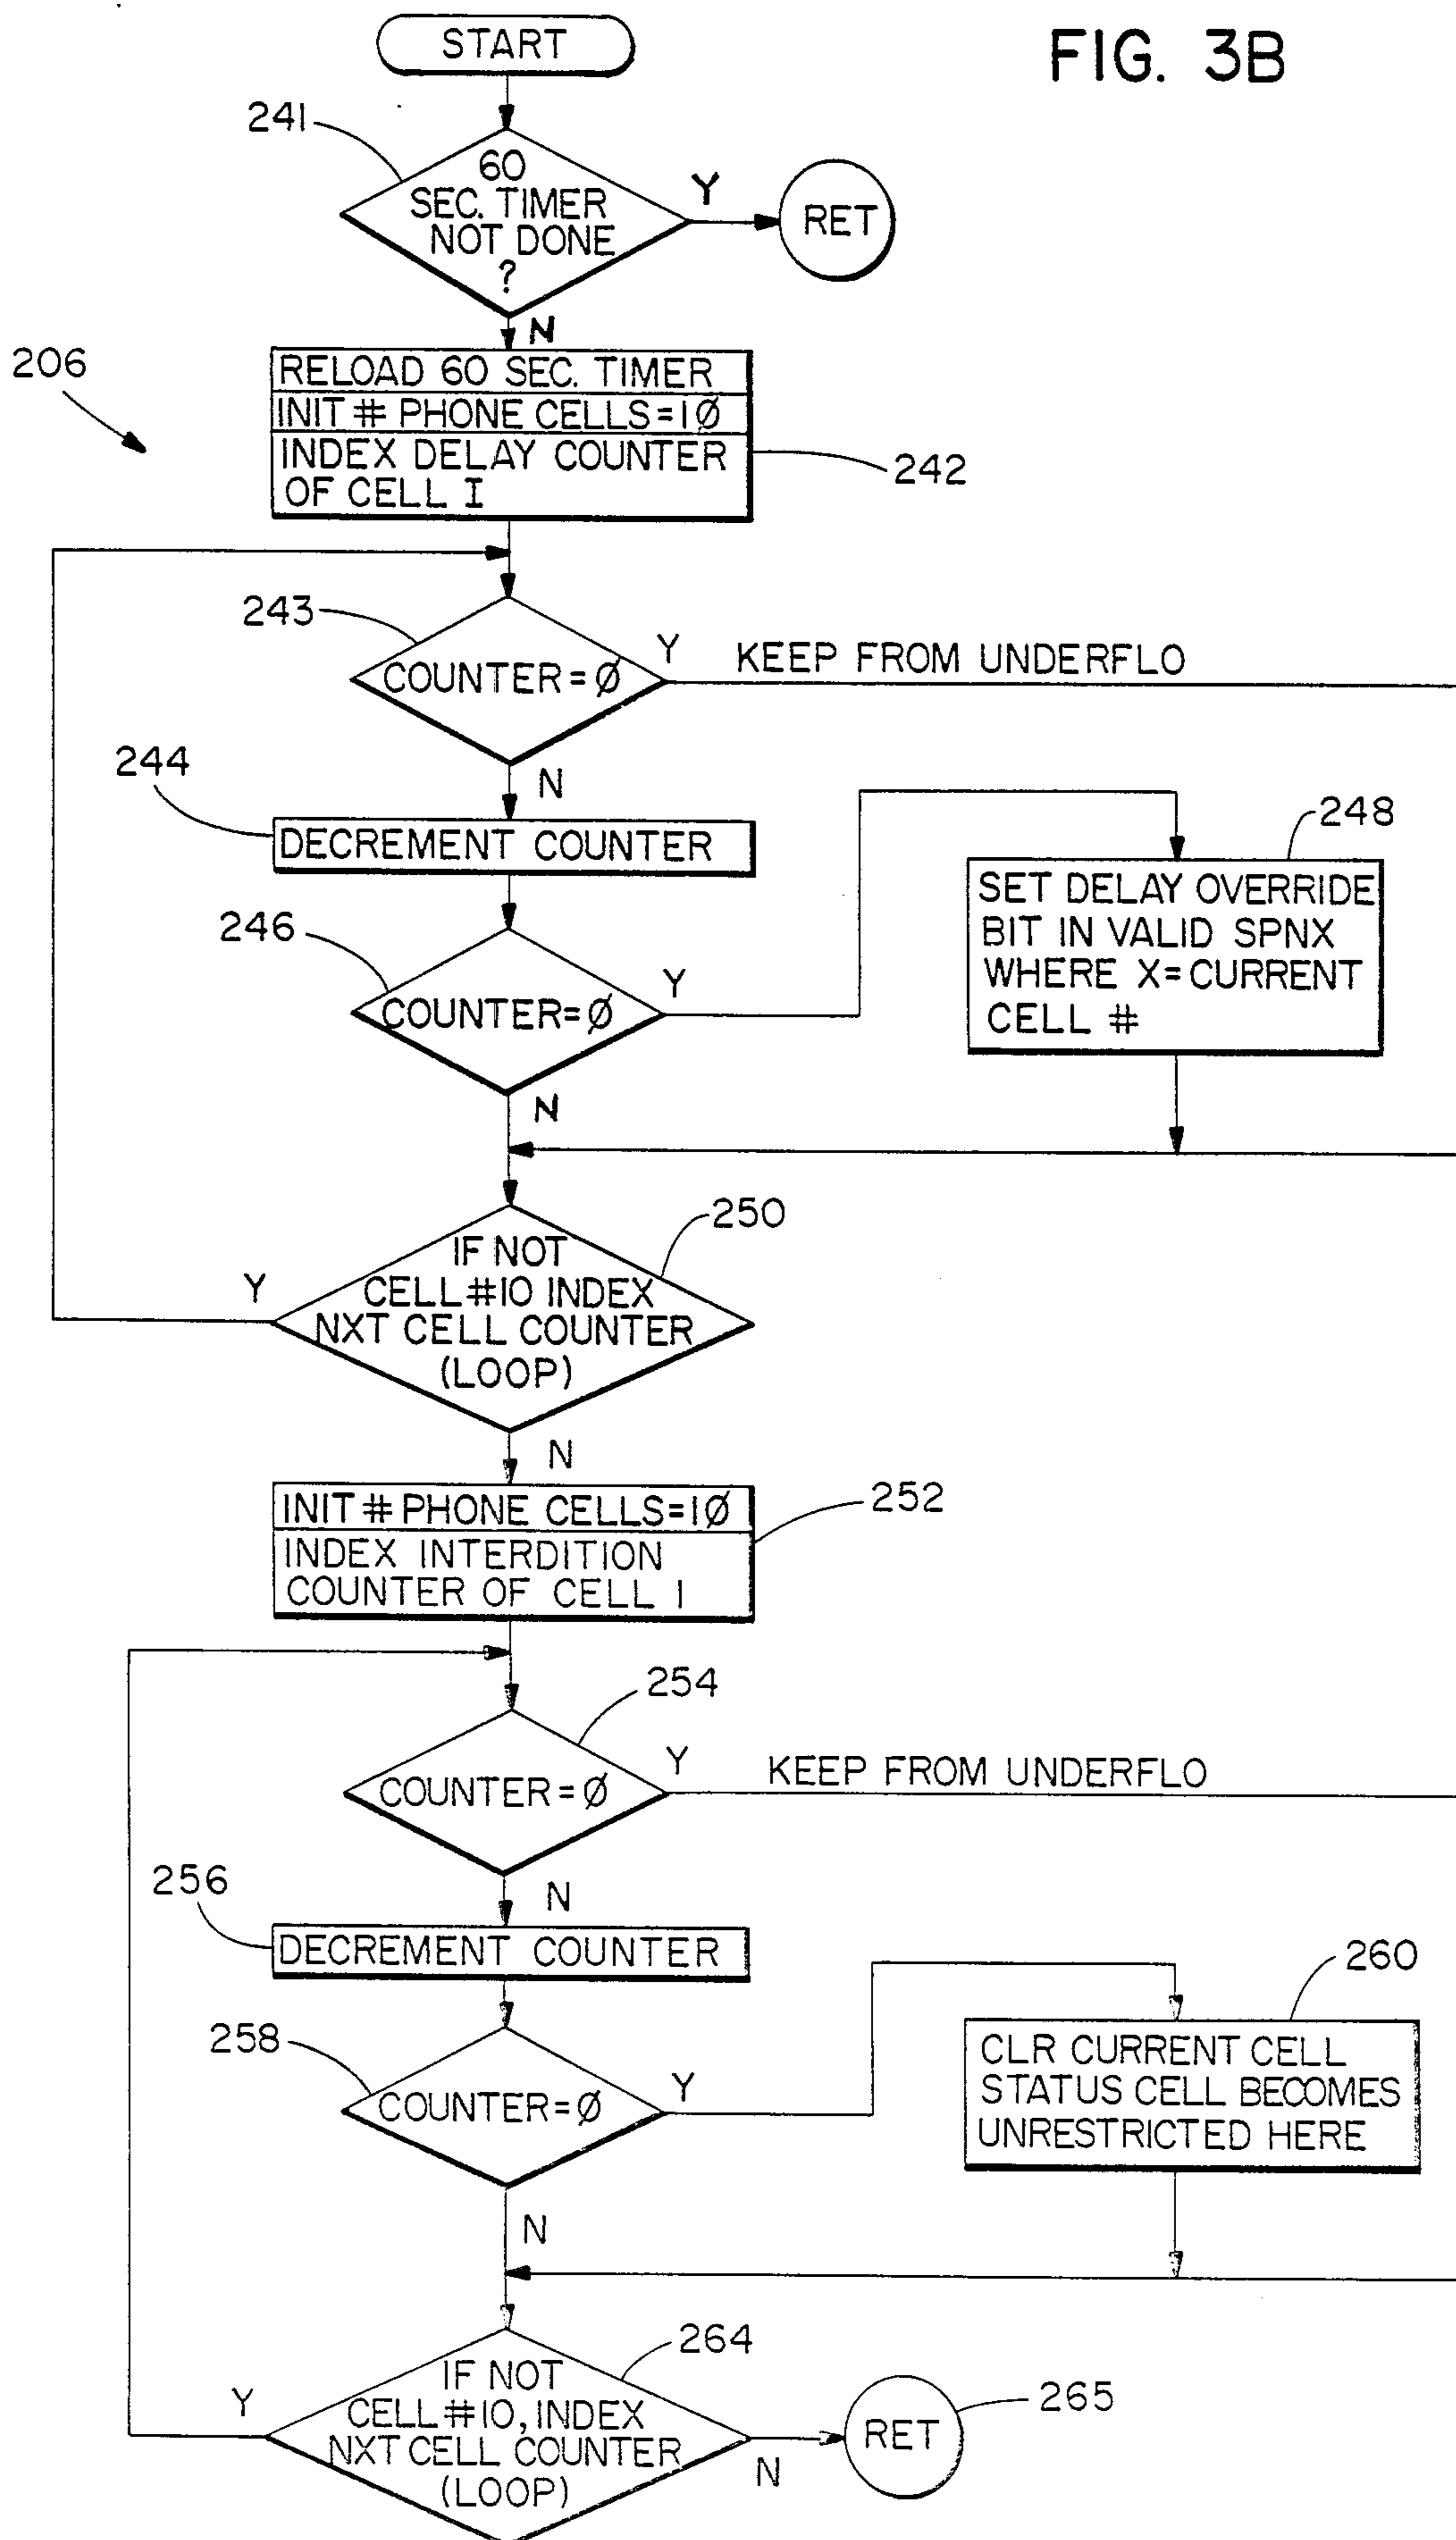 START
FIG. 3B
241
60
SEC. TIMER
NOT DONE
?
Y
RET
N
206
RELOAD 60 SEC. TIMER
INIT # PHONE CELLS=1Ø
INDEX DELAY COUNTER
OF CELL I
242
243
COUNTER=Ø
Y
KEEP FROM UNDERFLO
N
244
DECREMENT COUNTER
246
COUNTER=Ø
Y
248
SET DELAY OVERRIDE
BIT IN VALID SPNX
WHERE X=CURRENT
CELL #
N
250
IF NOT
CELL #10 INDEX
NXT CELL COUNTER
(LOOP)
Y
N
INIT # PHONE CELLS=1Ø
INDEX INTERDITION
COUNTER OF CELL 1
252
254
COUNTER=Ø
Y
KEEP FROM UNDERFLO
N
256
DECREMENT COUNTER
258
COUNTER=Ø
Y
260
CLR CURRENT CELL
STATUS CELL BECOMES
UNRESTRICTED HERE
N
264
IF NOT
CELL #10, INDEX
NXT CELL COUNTER
(LOOP)
Y
N
RET
265